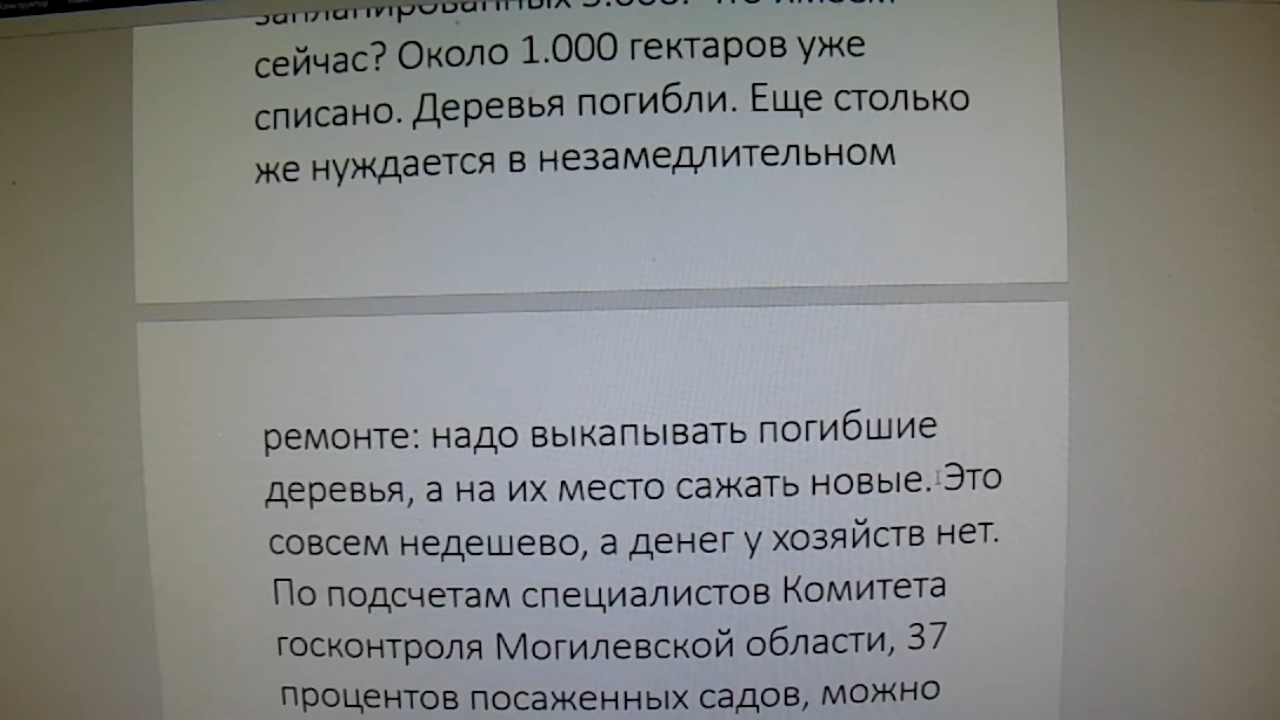 запланированных
сейчас? Около 1.000 гектаров уже
списано. Деревья погибли. Еще столько
же нуждается в незамедлительном
ремонте: надо выкапывать погибшие
деревья, а на их место сажать новые. Это
совсем недешево, а денег у хозяйств нет.
По подсчетам специалистов Комитета
госконтроля Могилевской области, 37
процентов посаженных садов, можно